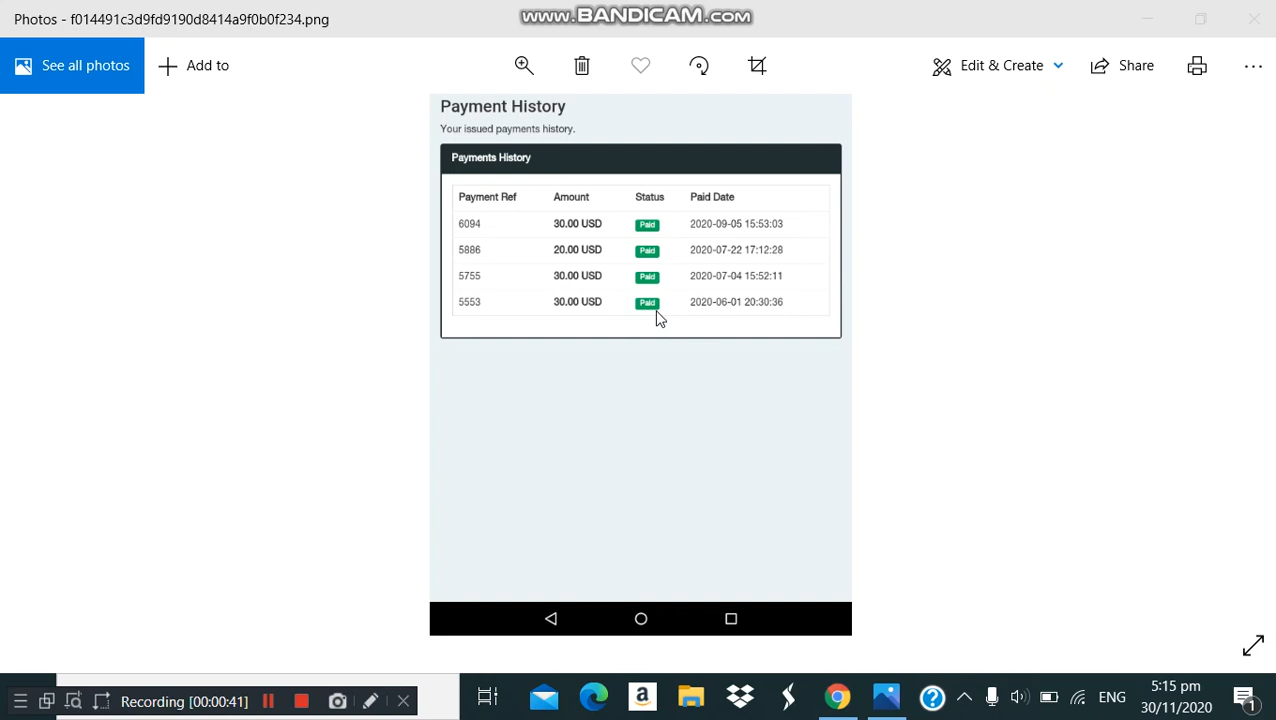 Photos - f014491c3d9fd9190d8414a9f0b0f234.png
www.BANDICAM.com
See all photos
Add to
Edit & Create
Share
Payment History
Your issued payments history.
Payments History
Payment Ref Amount Status Paid Date
6094 30.00 USD Paid 2020-09-05 15:53:03
5886 20.00 USD Paid 2020-07-22 17:12:28
5755 30.00 USD Paid 2020-07-04 15:52:11
5553 30.00 USD Paid 2020-06-01 20:30:36
Recording [00:00:41]
ENG
5:15 pm
30/11/2020
1